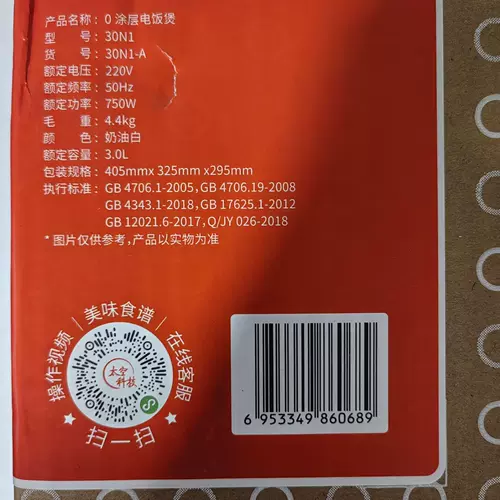 产品名称：0 涂层电饭煲
型 号：30N1
货 号：30N1-A
额定电压：220V
额定频率：50Hz
额定功率：750W
毛 重：4.4kg
颜 色：奶油白
额定容量：3.0L
包装规格：405mmx 325mm x295mm
执行标准：GB 4706.1-2005, GB 4706.19-2008
GB 4343.1-2018, GB 17625.1-2012
GB 12021.6-2017, Q/JY 026-2018
* 图片仅供参考，产品以实物为准
操作视频
美味食谱
在线客服
太空
科技
扫一扫
6 953349 860689